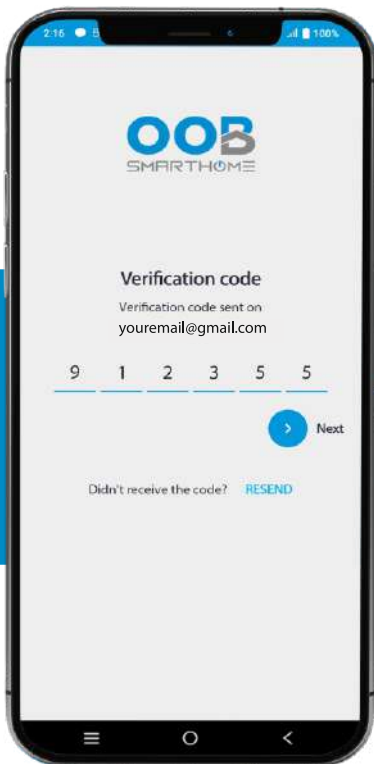 2:16
100%
OOB
SMARTHOME
Verification code
Verification code sent on
youremail@gmail.com
9 1 2 3 5 5
Next
Didn't receive the code? RESEND